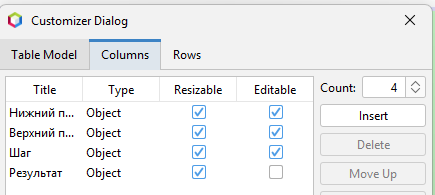 Customizer Dialog
Table Model Columns Rows
Title Type Resizable Editable
Нижний п... Object
Верхний п... Object
Шаг Object
Результат Object
Count: 4
Insert
Delete
Move Up